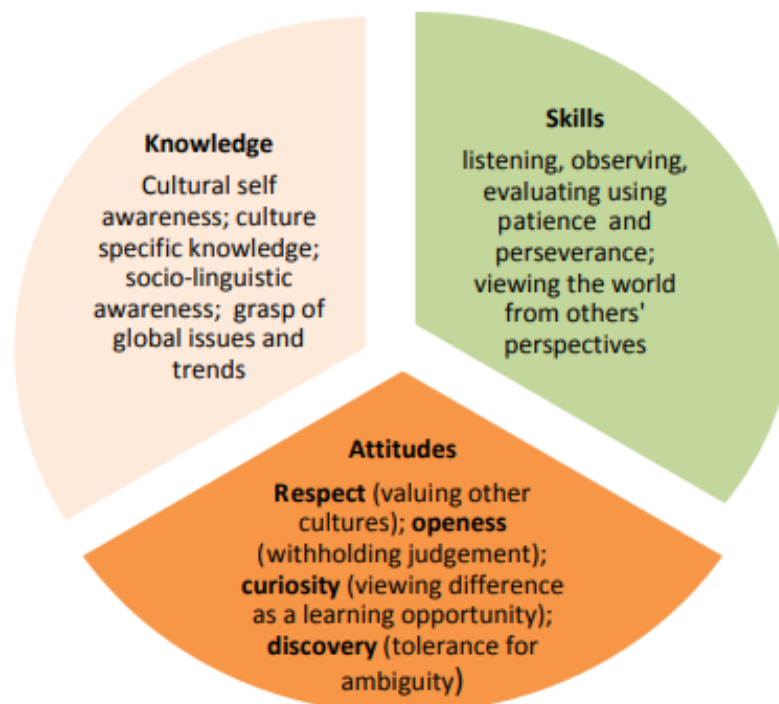 Knowledge
Cultural self
awareness; culture
specific knowledge;
socio-linguistic
awareness; grasp of
global issues and
trends
Skills
listening, observing,
evaluating using
patience and
perseverance;
viewing the world
from others'
perspectives
Attitudes
Respect (valuing other
cultures); openess
(withholding judgement);
curiosity (viewing difference
as a learning opportunity);
discovery (tolerance for
ambiguity)